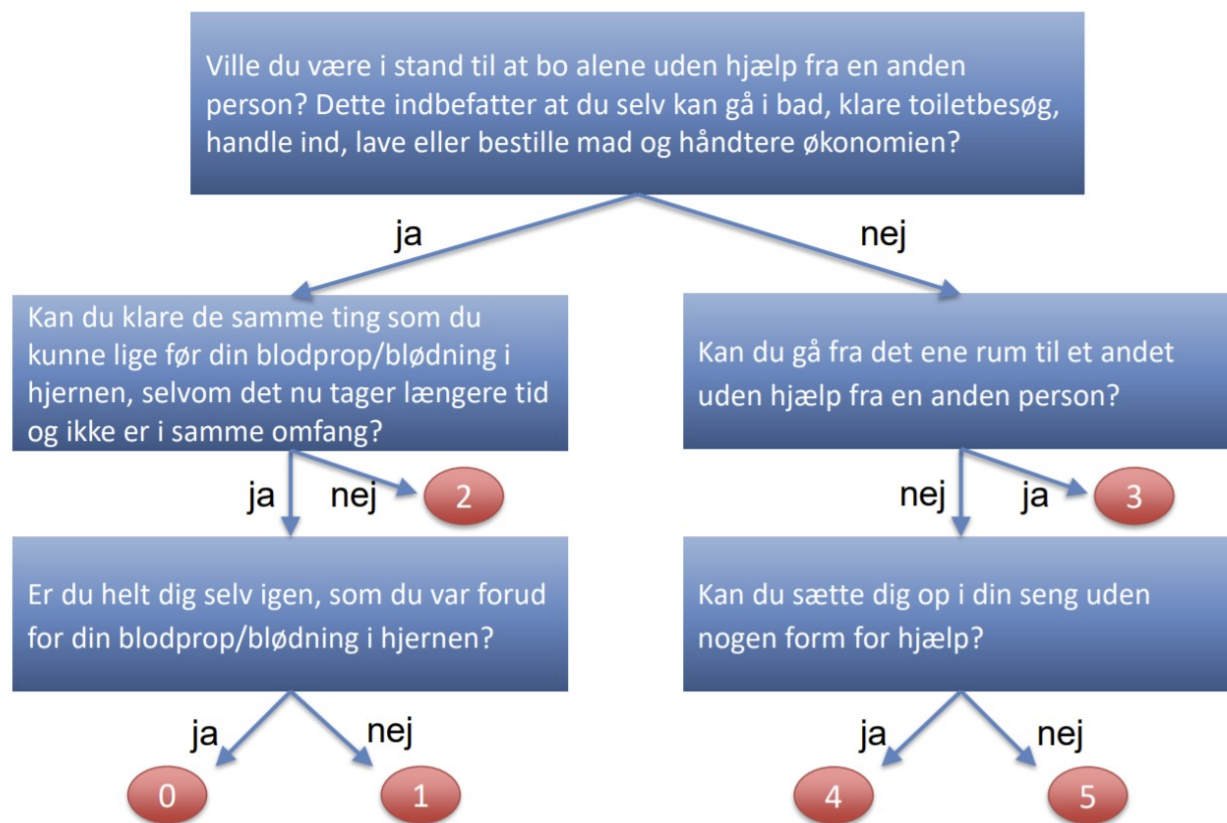 Ville du være i stand til at bo alene uden hjælp fra en anden
person? Dette indbefatter at du selv kan gå i bad, klare toiletbesøg,
handle ind, lave eller bestille mad og håndtere økonomien?
ja
nej
Kan du klare de samme ting som du
kunne lige før din blodprop/blødning i
hjernen, selvom det nu tager længere tid
og ikke er i samme omfang?
Kan du gå fra det ene rum til et andet
uden hjælp fra en anden person?
ja
nej
2
nej
ja
3
Er du helt dig selv igen, som du var forud
for din blodprop/blødning i hjernen?
Kan du sætte dig op i din seng uden
nogen form for hjælp?
ja
nej
ja
nej
0
1
4
5